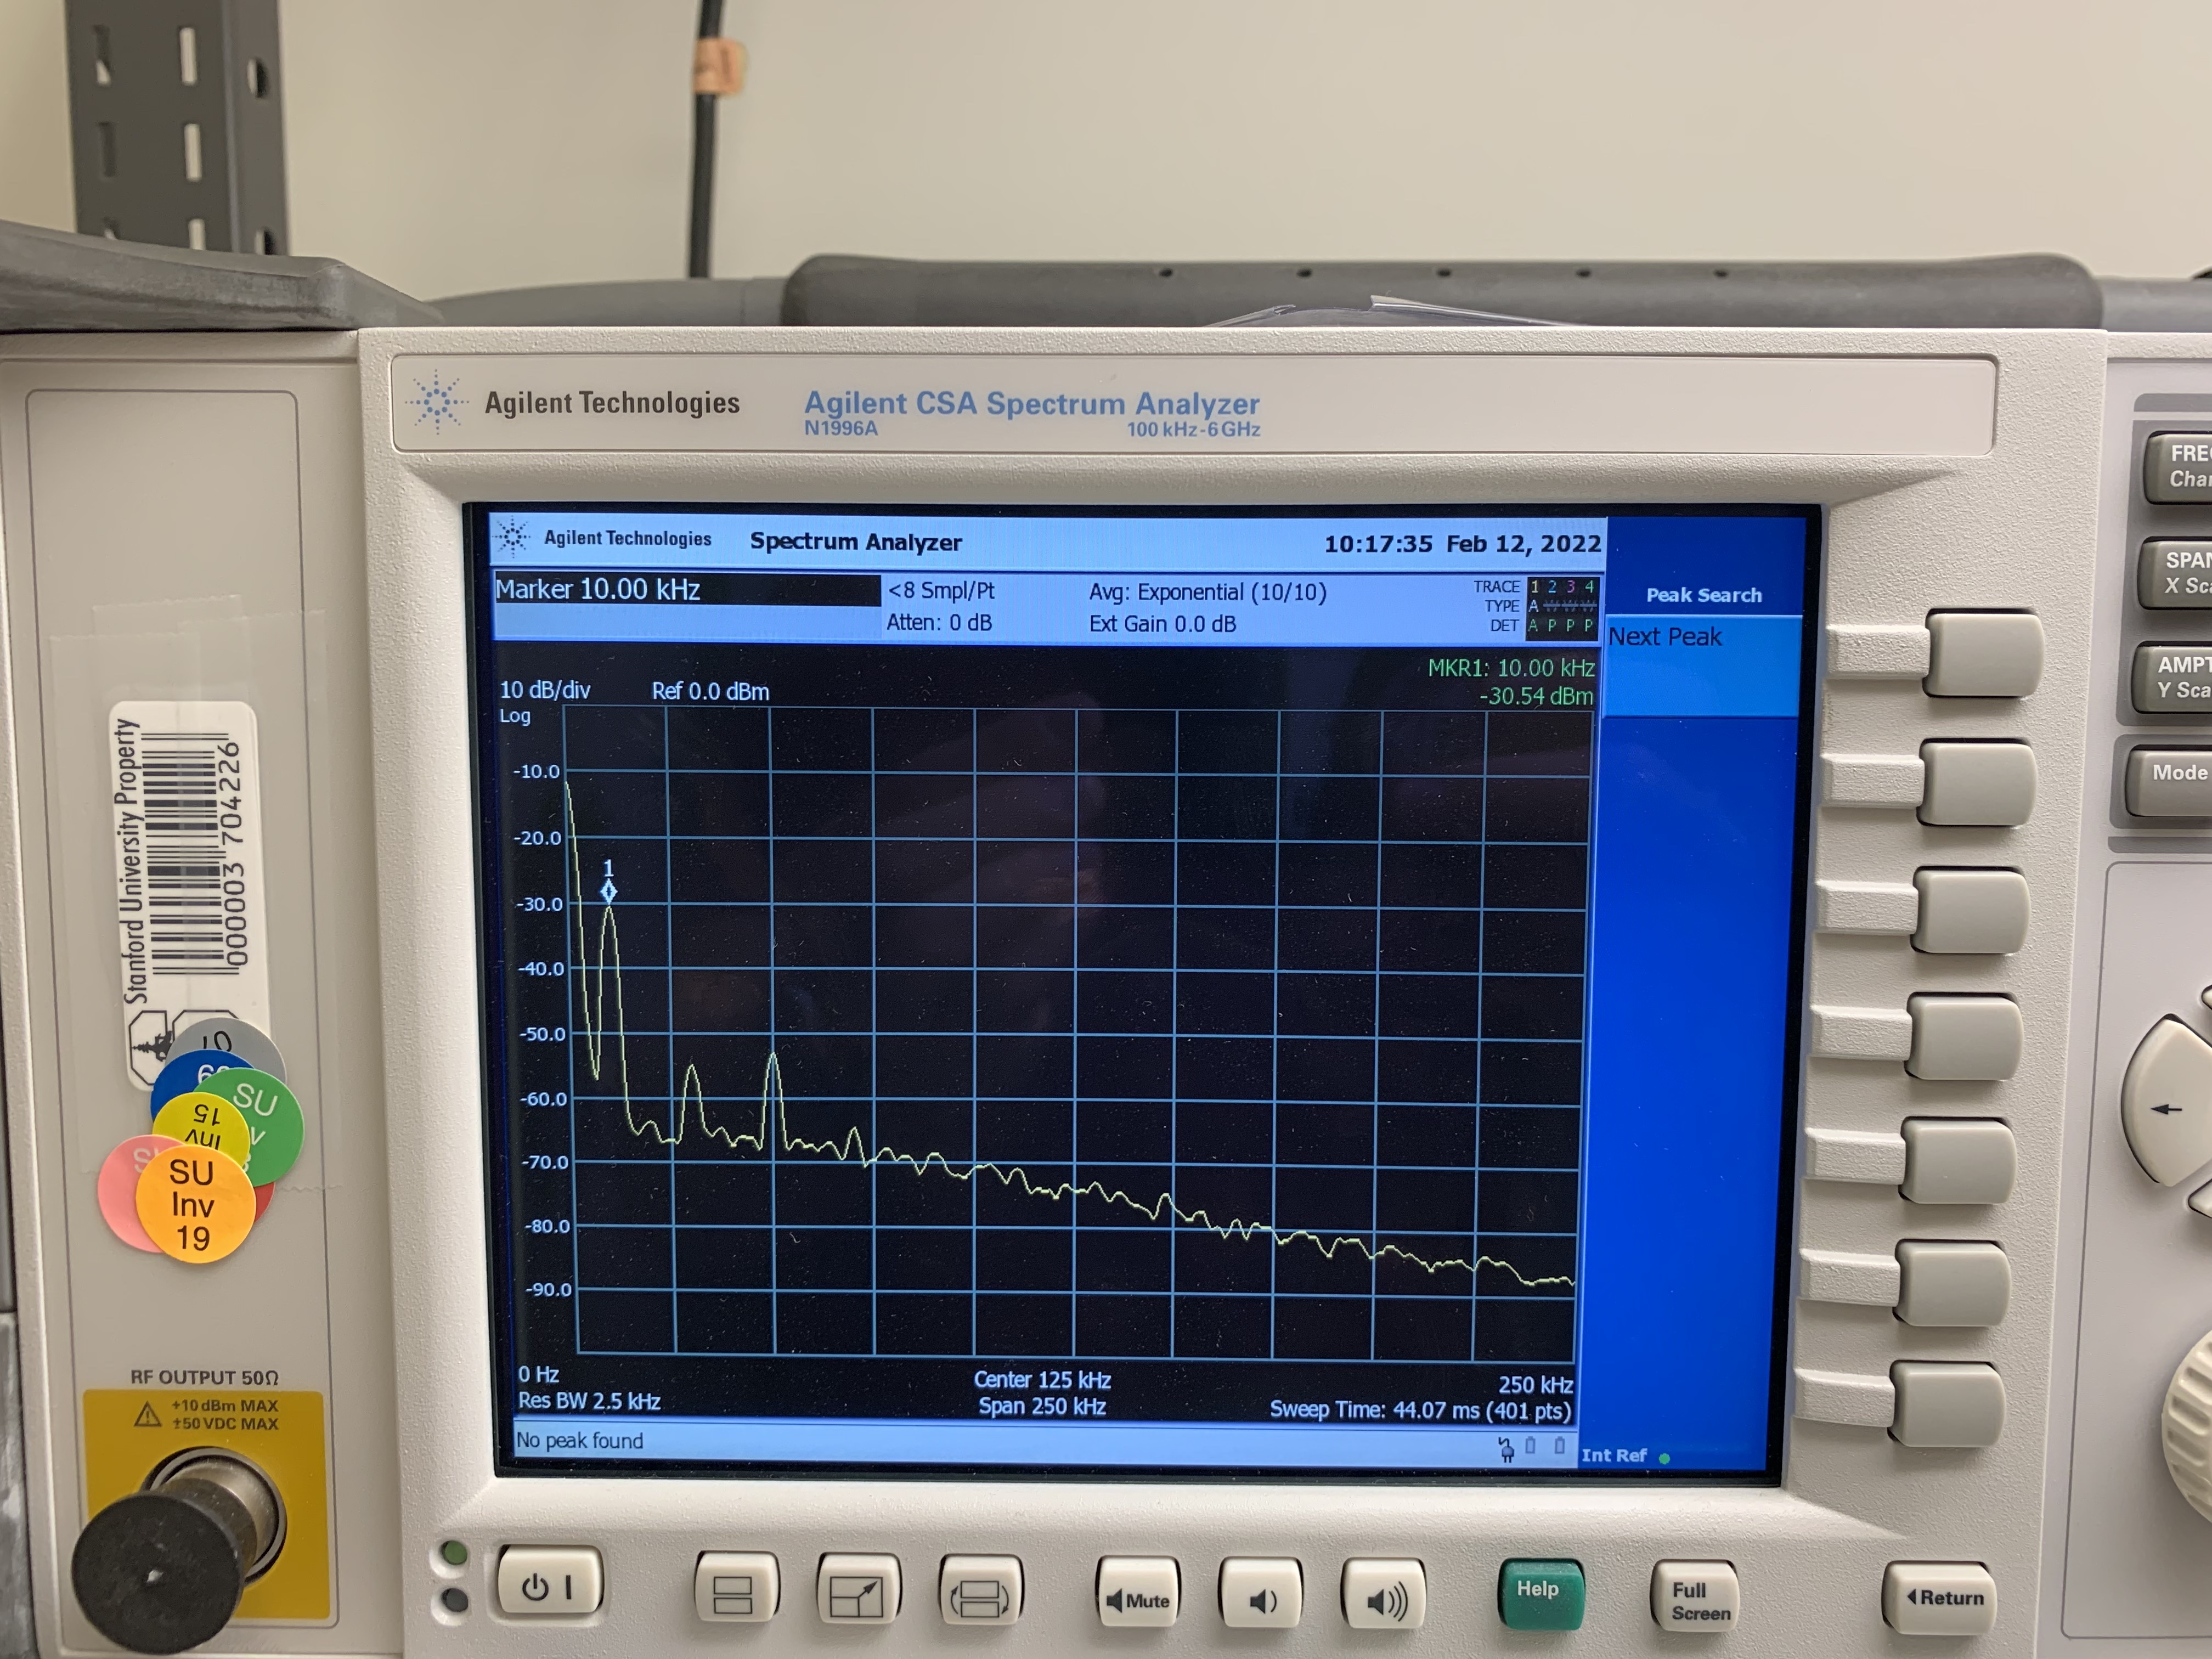 Agilent Technologies
Agilent CSA Spectrum Analyzer
N1996A 100 kHz-6 GHz
Agilent Technologies Spectrum Analyzer 10:17:35 Feb 12, 2022
Marker 10.00 kHz
<8 Smpl/Pt Avg: Exponential (10/10)
Atten: 0 dB Ext Gain 0.0 dB
TRACE 1 2 3 4
TYPE A W W W
DET A P P P
Peak Search
Next Peak
MKR1: 10.00 kHz
-30.54 dBm
10 dB/div Ref 0.0 dBm
Log
-10.0
-20.0
1
-30.0
-40.0
-50.0
-60.0
-70.0
-80.0
-90.0
0 Hz Center 125 kHz 250 kHz
Res BW 2.5 kHz Span 250 kHz Sweep Time: 44.07 ms (401 pts)
No peak found
Int Ref
Stanford University Property
000003 704226
SU
Inv
15
SU
Inv
19
RF OUTPUT 50Ω
+10 dBm MAX
±50 VDC MAX
Mute
Help
Full
Screen
Return
SPAN
X Sca
AMPT
Y Sca
Mode